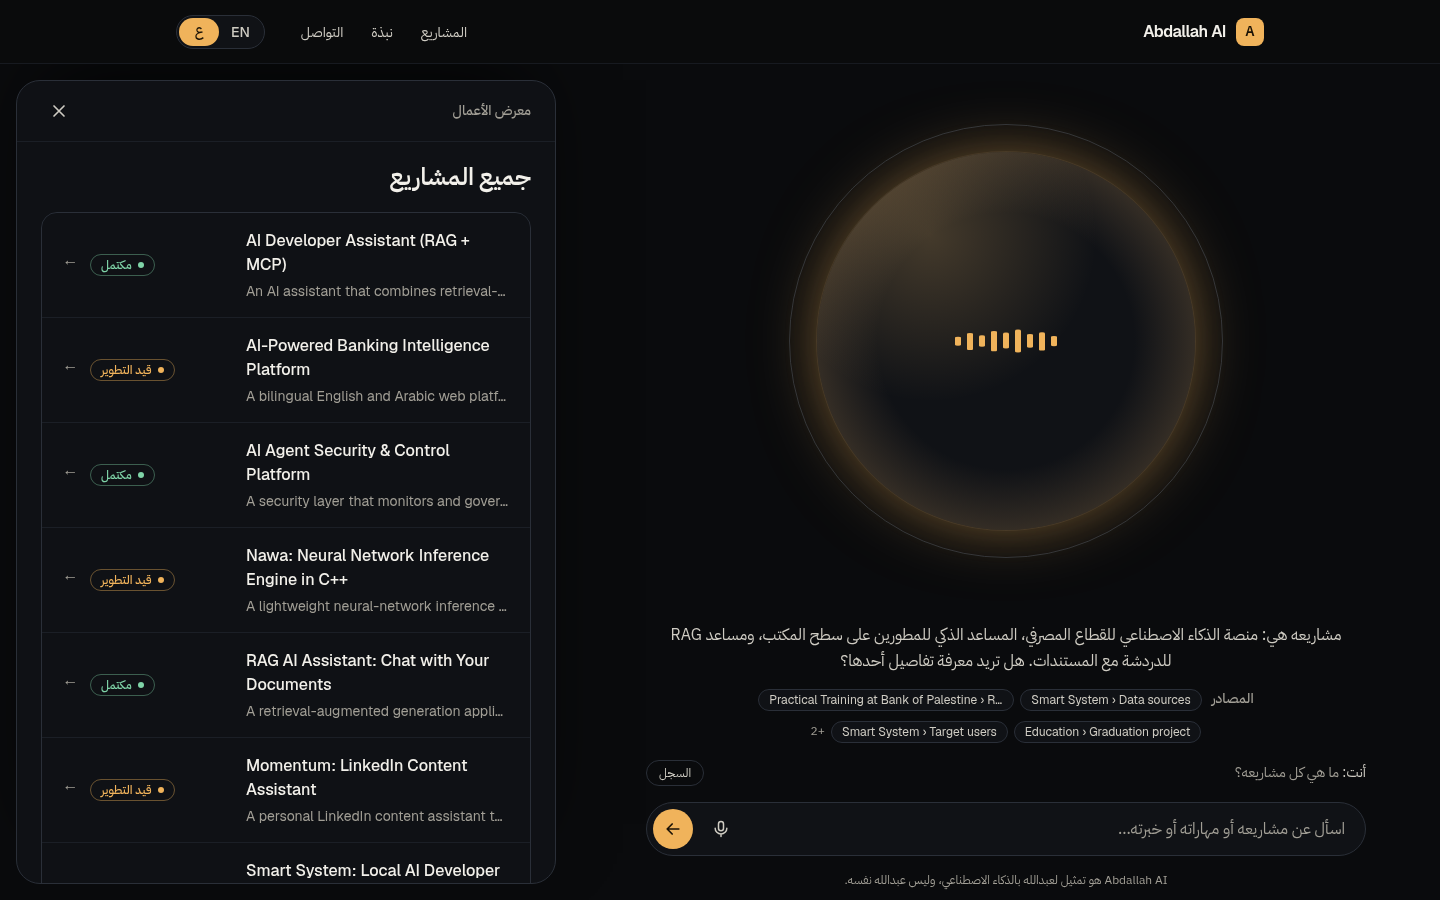 A Abdallah AI
المشاريع
نبذة
التواصل
EN ع
معرض الأعمال
جميع المشاريع
AI Developer Assistant (RAG +
MCP)
An AI assistant that combines retrieval-…
مكتمل ←
AI-Powered Banking Intelligence
Platform
A bilingual English and Arabic web platf…
قيد التطوير ←
AI Agent Security & Control
Platform
A security layer that monitors and gover…
مكتمل ←
Nawa: Neural Network Inference
Engine in C++
A lightweight neural-network inference …
قيد التطوير ←
RAG AI Assistant: Chat with Your
Documents
A retrieval-augmented generation appli…
مكتمل ←
Momentum: LinkedIn Content
Assistant
A personal LinkedIn content assistant t…
قيد التطوير ←
Smart System: Local AI Developer
مشاريعه هي: منصة الذكاء الاصطناعي للقطاع المصرفي، المساعد الذكي للمطورين على سطح المكتب، ومساعد RAG
للدردشة مع المستندات. هل تريد معرفة تفاصيل أحدها؟
المصادر
Smart System › Data sources
Practical Training at Bank of Palestine › R…
Education › Graduation project
Smart System › Target users
2+
أنت: ما هي كل مشاريعه؟
السجل
اسأل عن مشاريعه أو مهاراته أو خبرته...
Abdallah AI هو تمثيل لعبدالله بالذكاء الاصطناعي، وليس عبدالله نفسه.